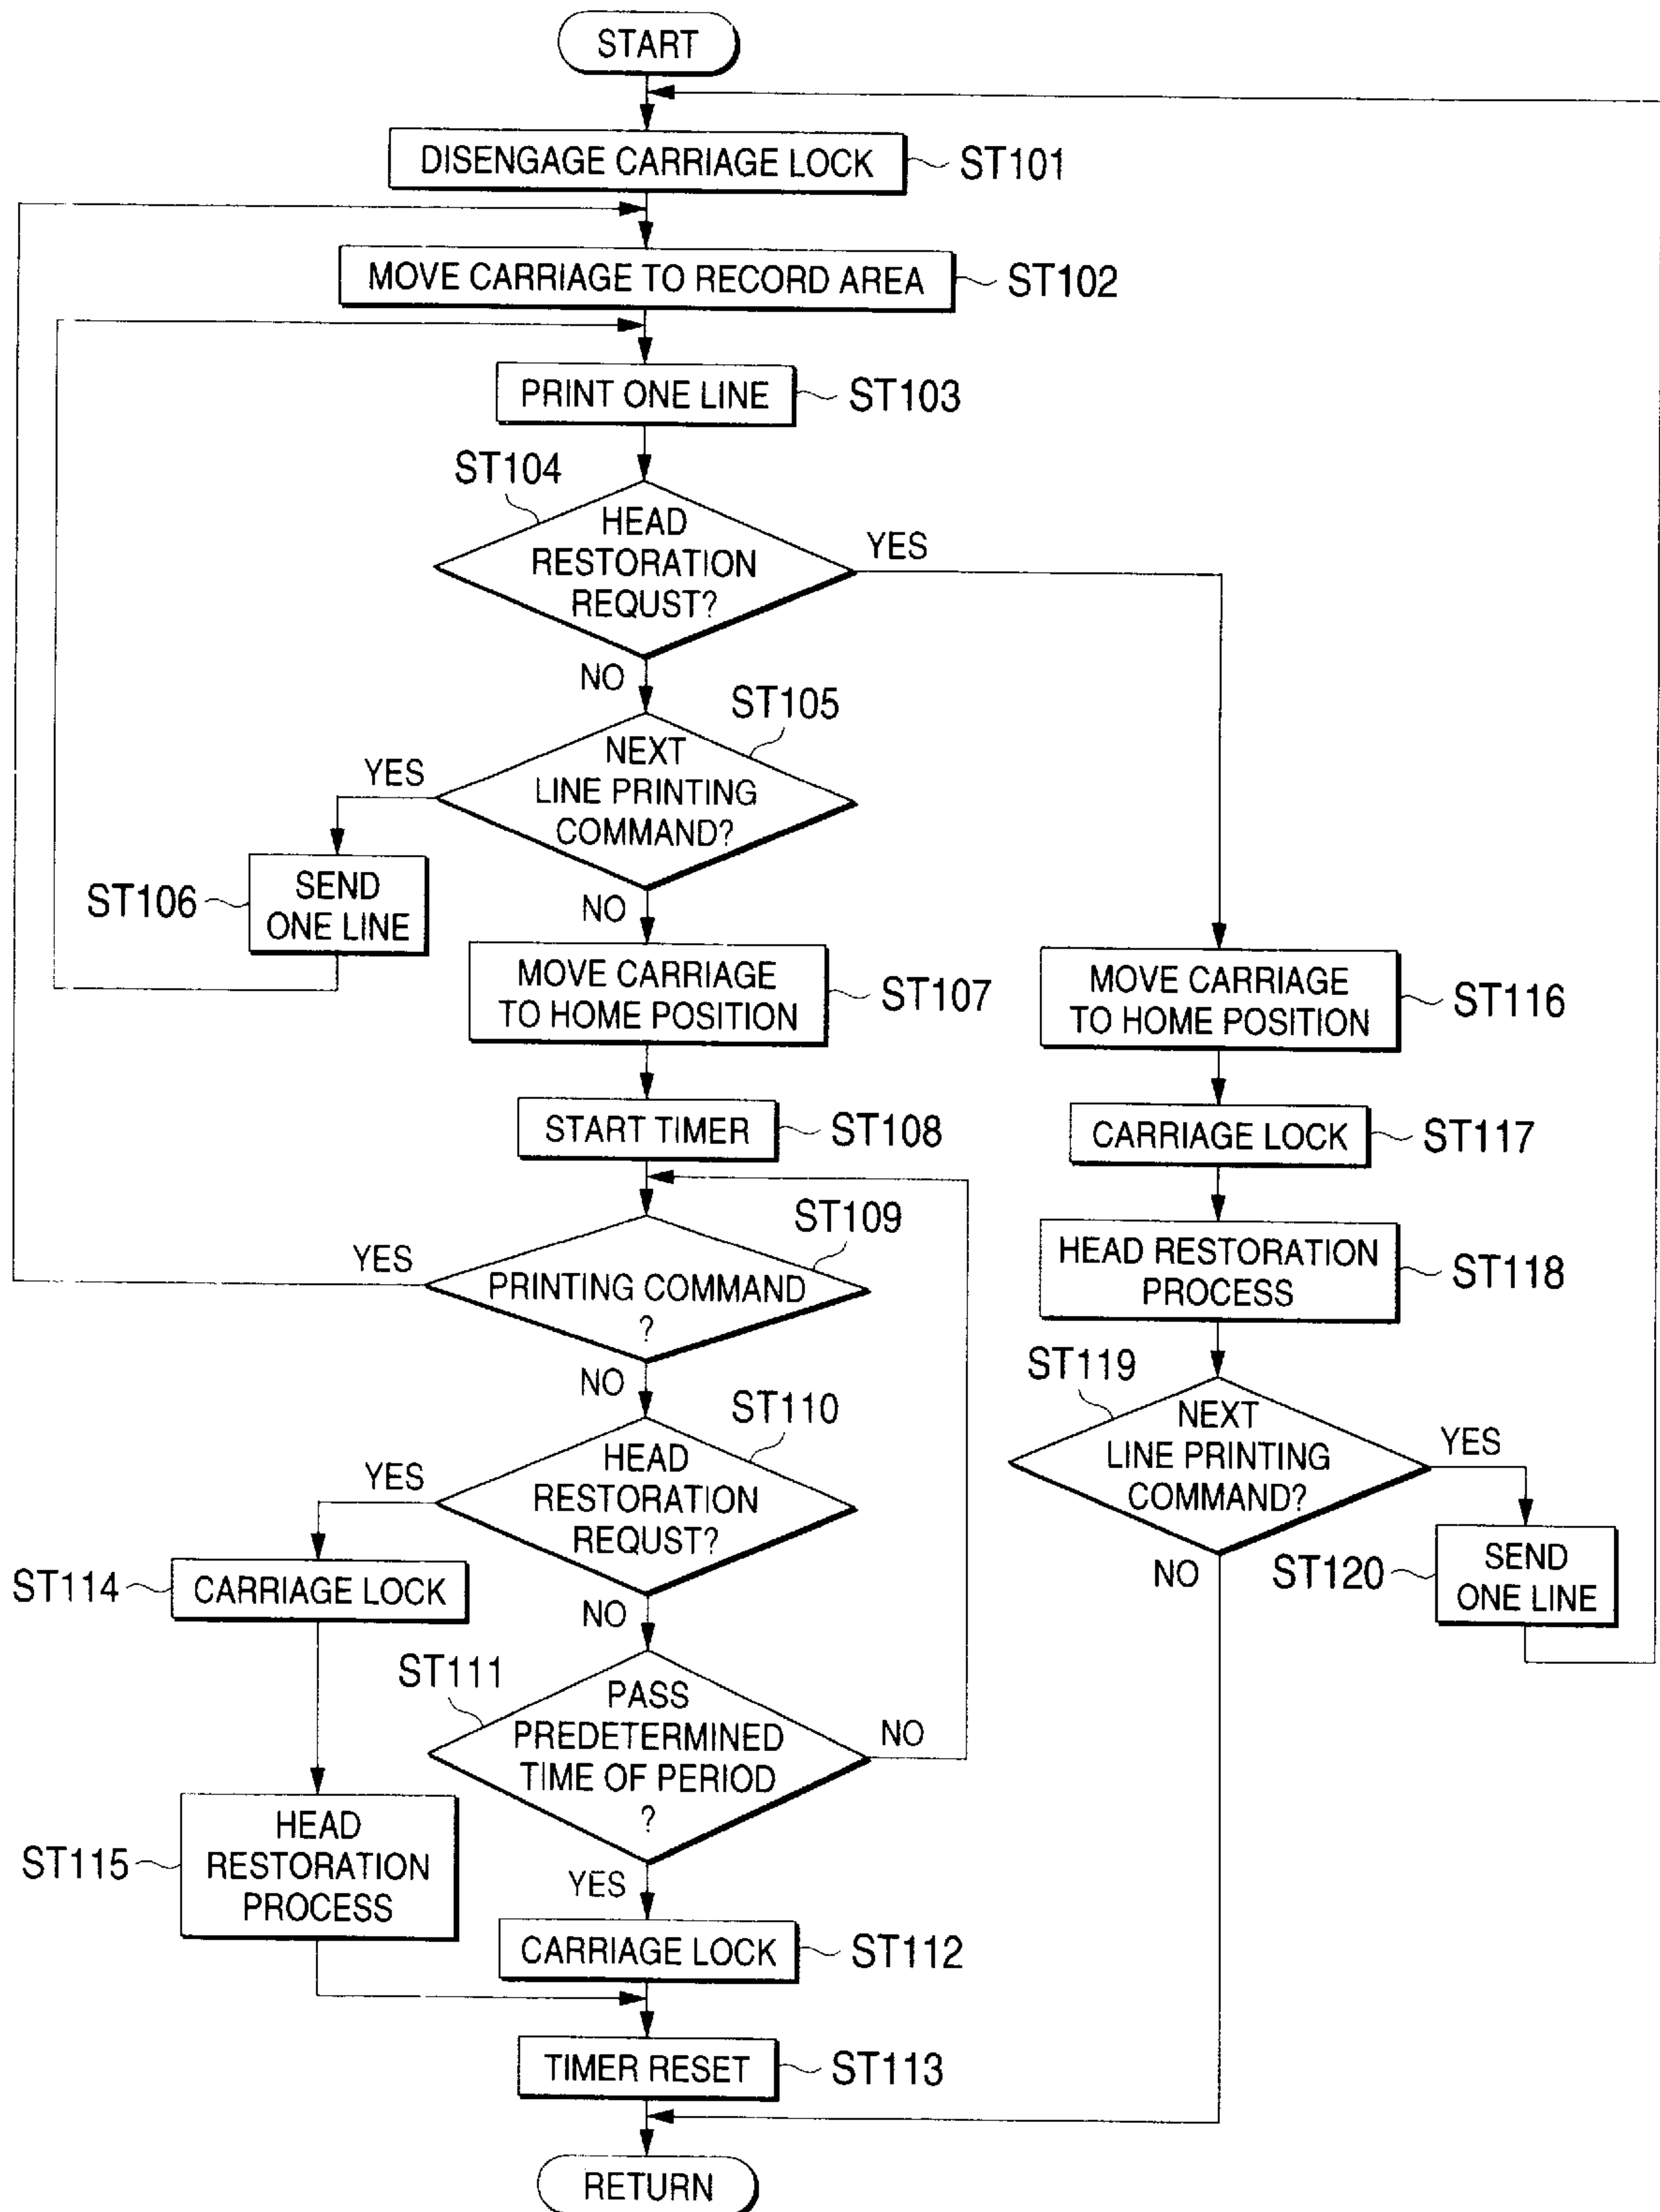 START
DISENGAGE CARRIAGE LOCK
ST101
MOVE CARRIAGE TO RECORD AREA
ST102
PRINT ONE LINE
ST103
ST104
HEAD
RESTORATION
REQUST?
YES
NO
ST105
NEXT
LINE PRINTING
COMMAND?
YES
ST106
SEND
ONE LINE
NO
MOVE CARRIAGE
TO HOME POSITION
ST107
MOVE CARRIAGE
TO HOME POSITION
ST116
START TIMER
ST108
CARRIAGE LOCK
ST117
ST109
PRINTING COMMAND
?
YES
NO
HEAD RESTORATION
PROCESS
ST118
ST110
HEAD
RESTORATION
REQUST?
YES
NO
ST119
NEXT
LINE PRINTING
COMMAND?
YES
NO
ST120
SEND
ONE LINE
ST114
CARRIAGE LOCK
ST111
PASS
PREDETERMINED
TIME OF PERIOD
?
NO
YES
ST115
HEAD
RESTORATION
PROCESS
CARRIAGE LOCK
ST112
TIMER RESET
ST113
RETURN